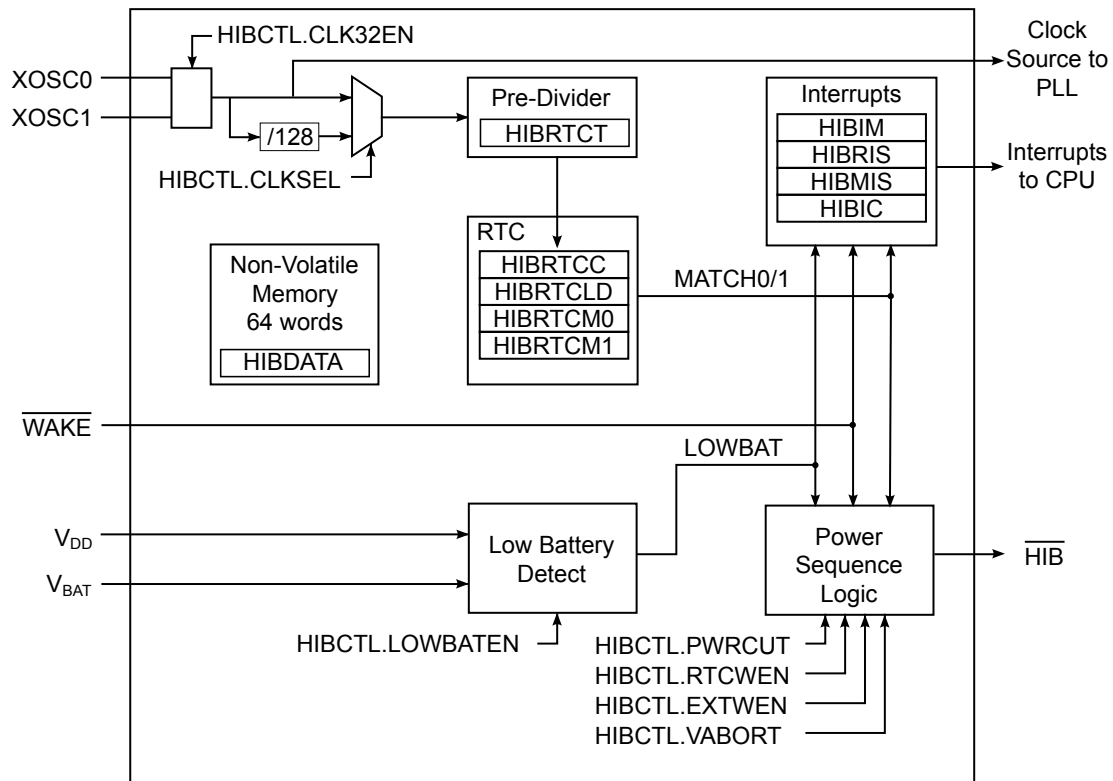 HIBCTL.CLK32EN
XOSC0
XOSC1
/128
HIBCTL.CLKSEL
Pre-Divider
HIBRTCT
Interrupts
HIBIM
HIBRIS
HIBMIS
HIBIC
Clock
Source to
PLL
Interrupts
to CPU
RTC
HIBRTCC
HIBRTCLD
HIBRTCM0
HIBRTCM1
MATCH0/1
Non-Volatile
Memory
64 words
HIBDATA
WAKE
LOWBAT
VDD
VBAT
Low Battery
Detect
HIBCTL.LOWBATEN
Power
Sequence
Logic
HIB
HIBCTL.PWRCUT
HIBCTL.RTCWEN
HIBCTL.EXTWEN
HIBCTL.VABORT